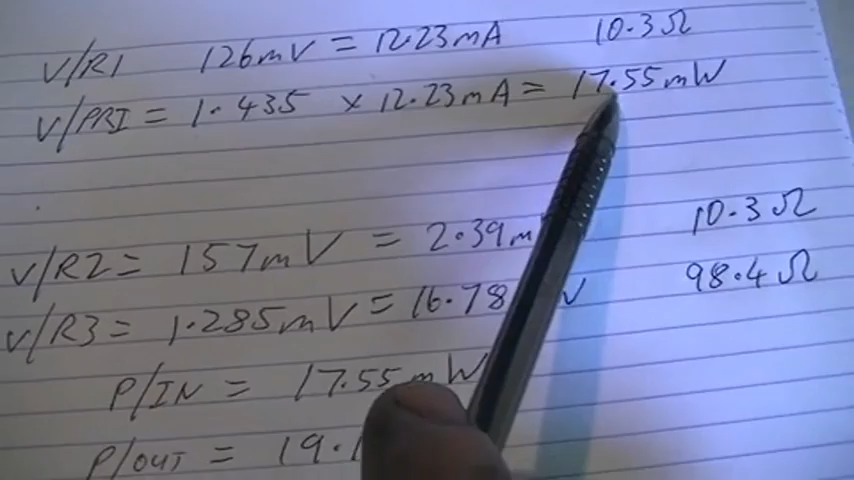 V/R1 126mV = 12.23mA 10.3Ω
V/PRI = 1.435 × 12.23mA = 17.55mW
V/R2 = 157mV = 2.39m 10.3Ω
V/R3 = 1.285mV = 16.78 98.4Ω
P/IN = 17.55mW
P/OUT = 19.1